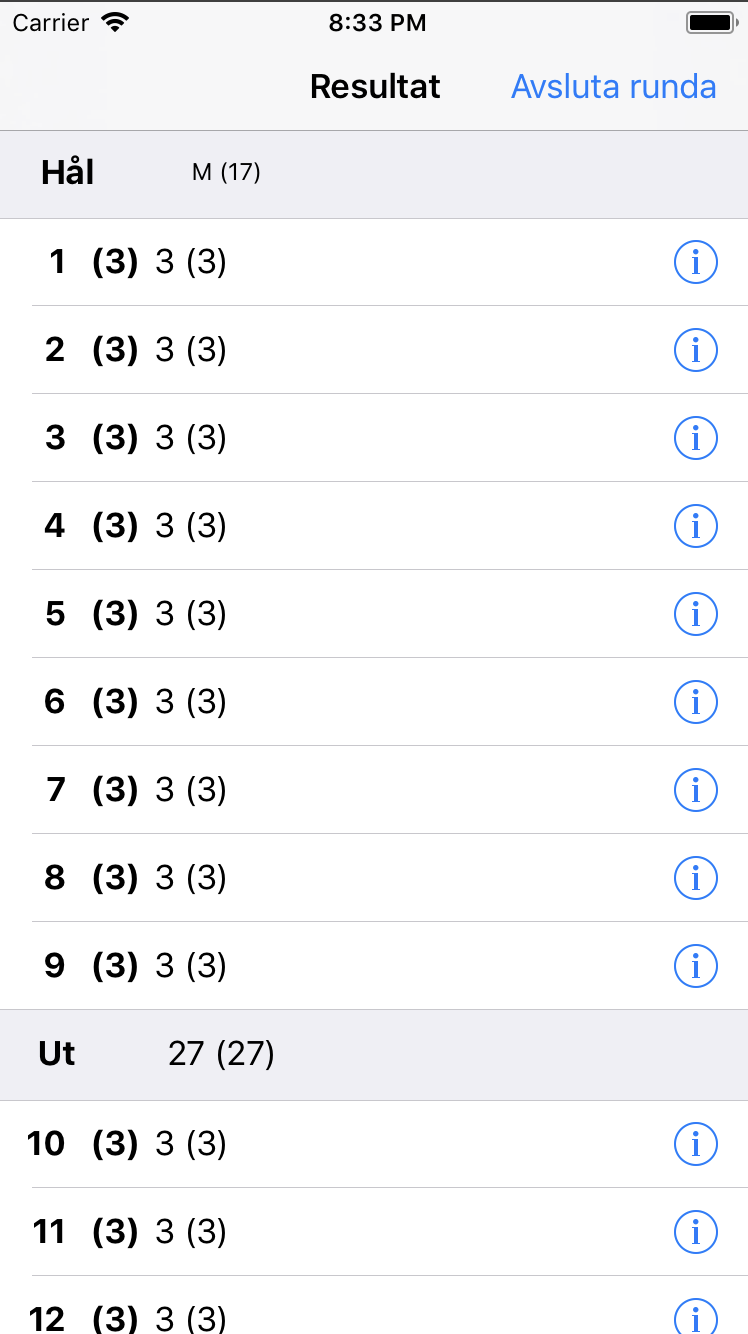 Carrier 8:33 PM
Resultat Avsluta runda
Hål M (17)
1 (3) 3 (3)
2 (3) 3 (3)
3 (3) 3 (3)
4 (3) 3 (3)
5 (3) 3 (3)
6 (3) 3 (3)
7 (3) 3 (3)
8 (3) 3 (3)
9 (3) 3 (3)
Ut 27 (27)
10 (3) 3 (3)
11 (3) 3 (3)
12 (3) 3 (3)